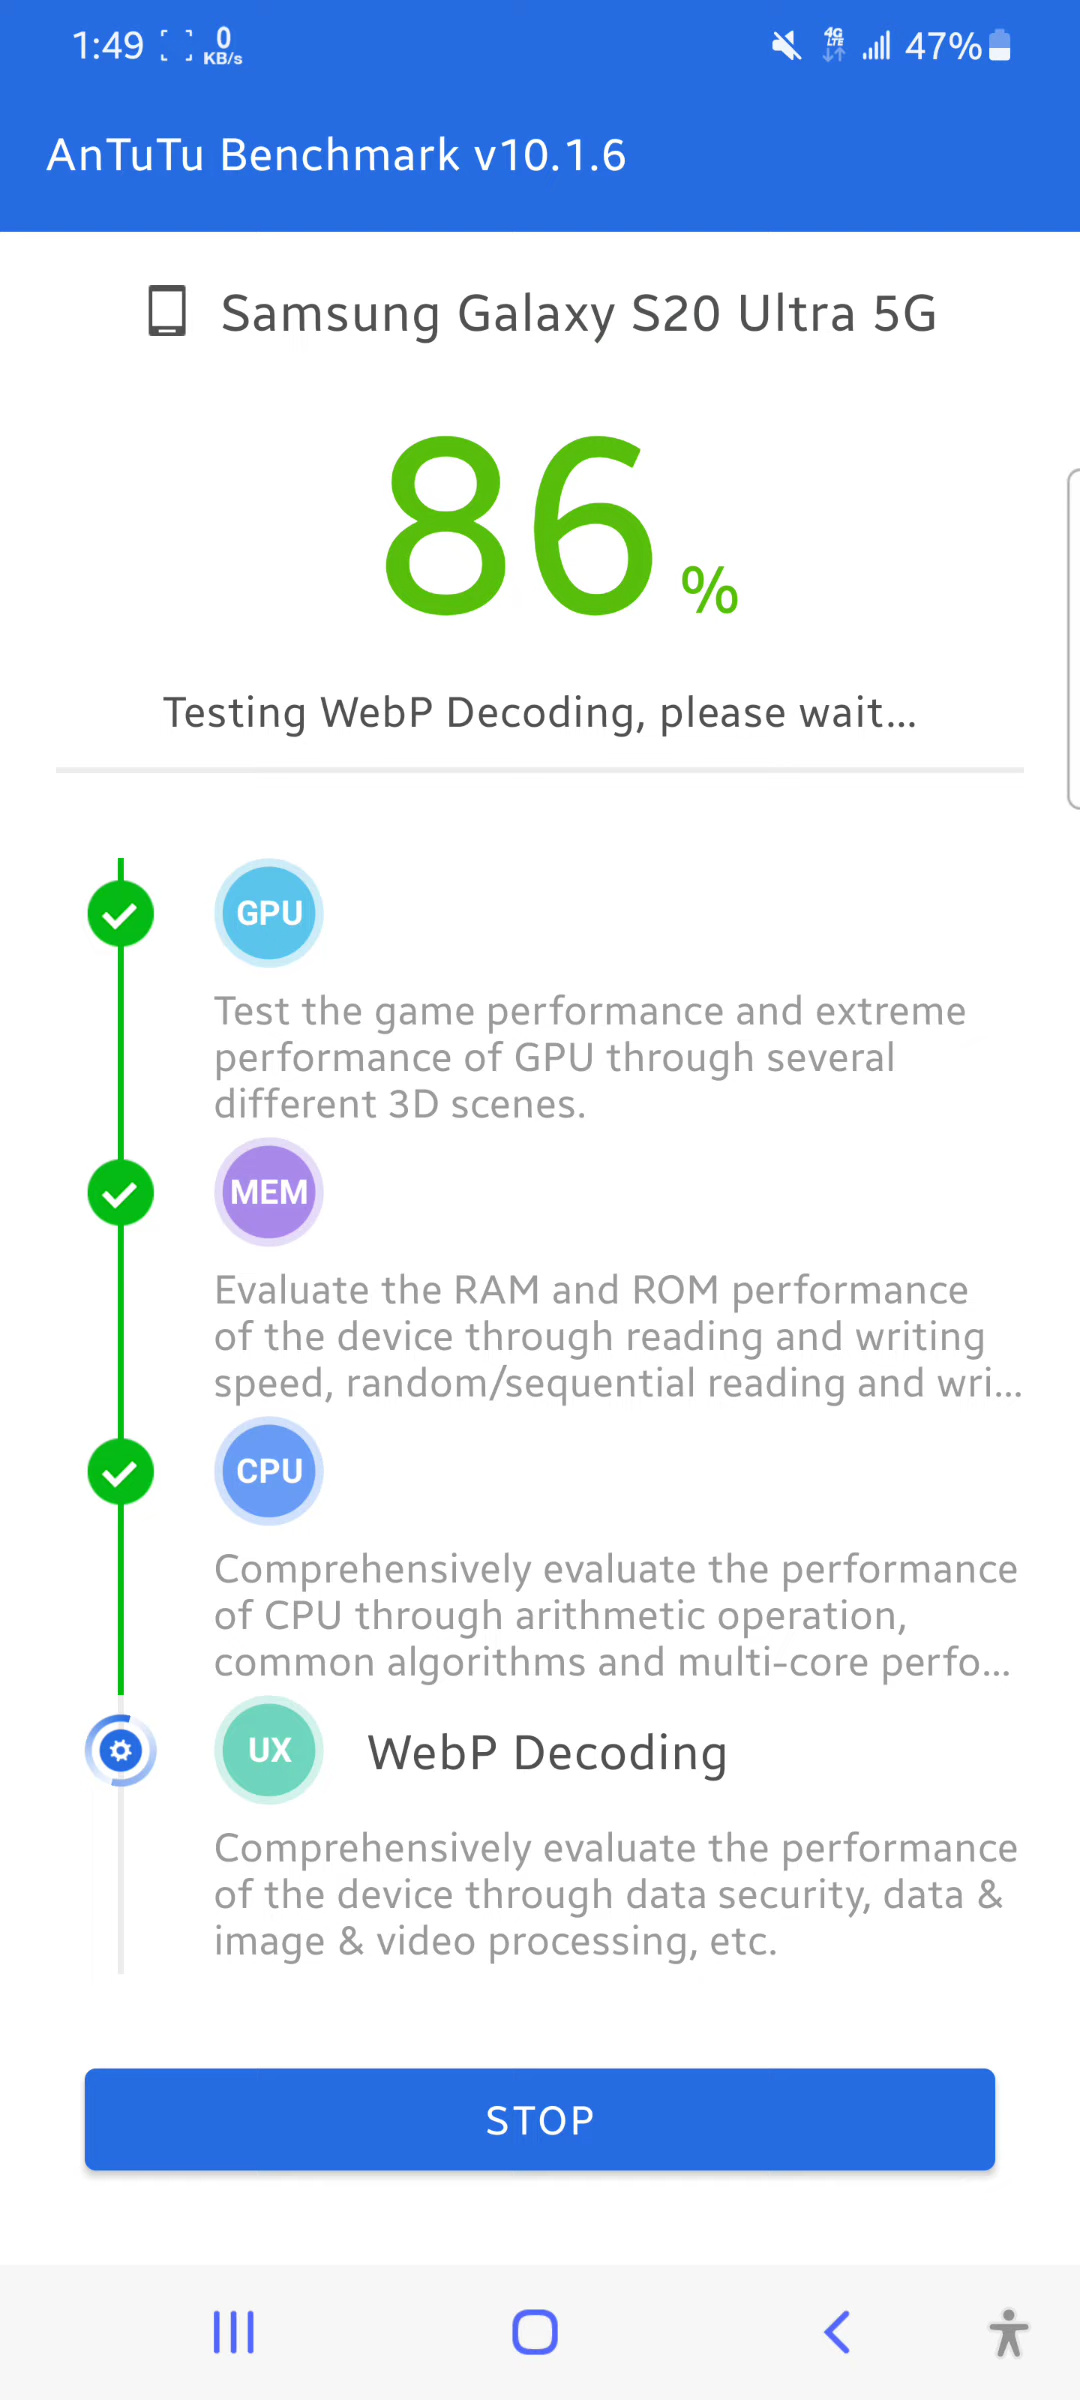 1:49 0 KB/s 4G LTE 47%
AnTuTu Benchmark v10.1.6
Samsung Galaxy S20 Ultra 5G
86 %
Testing WebP Decoding, please wait...
GPU
Test the game performance and extreme
performance of GPU through several
different 3D scenes.
MEM
Evaluate the RAM and ROM performance
of the device through reading and writing
speed, random/sequential reading and wri...
CPU
Comprehensively evaluate the performance
of CPU through arithmetic operation,
common algorithms and multi-core perfo...
UX WebP Decoding
Comprehensively evaluate the performance
of the device through data security, data &
image & video processing, etc.
STOP